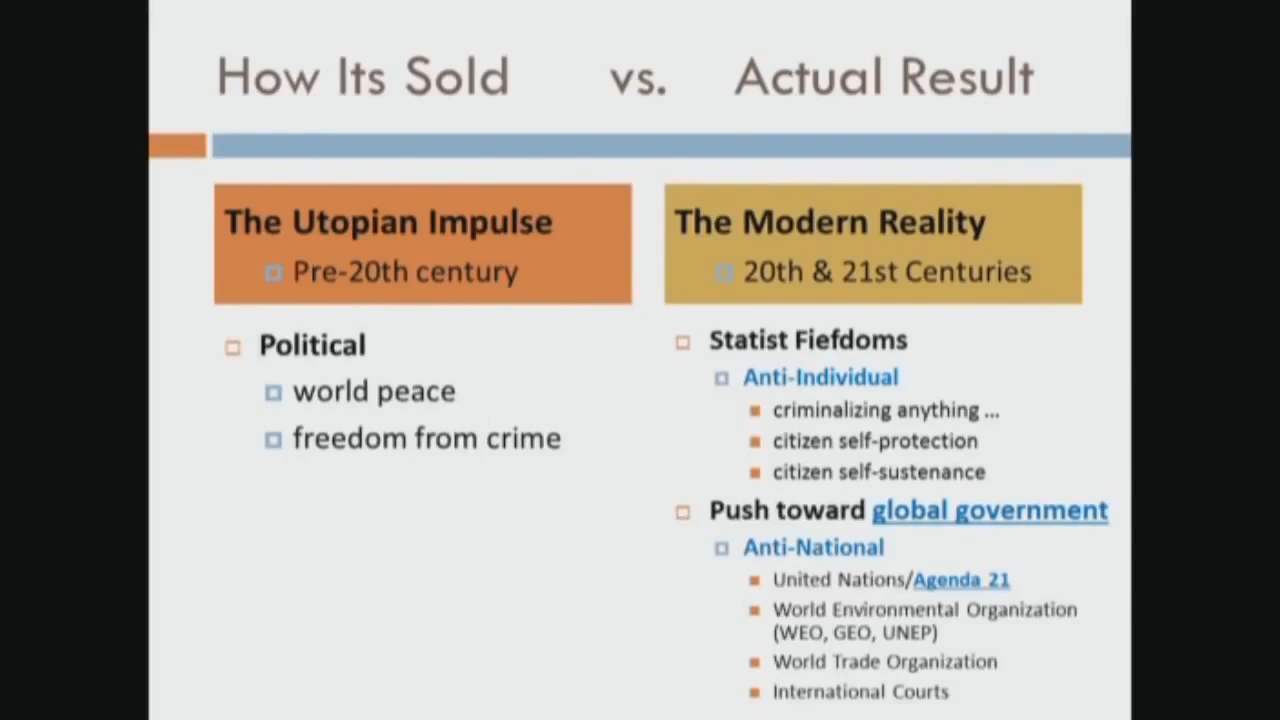 How Its Sold vs. Actual Result
The Utopian Impulse
Pre-20th century
Political
world peace
freedom from crime
The Modern Reality
20th & 21st Centuries
Statist Fiefdoms
Anti-Individual
criminalizing anything ...
citizen self-protection
citizen self-sustenance
Push toward global government
Anti-National
United Nations/Agenda 21
World Environmental Organization
(WEO, GEO, UNEP)
World Trade Organization
International Courts